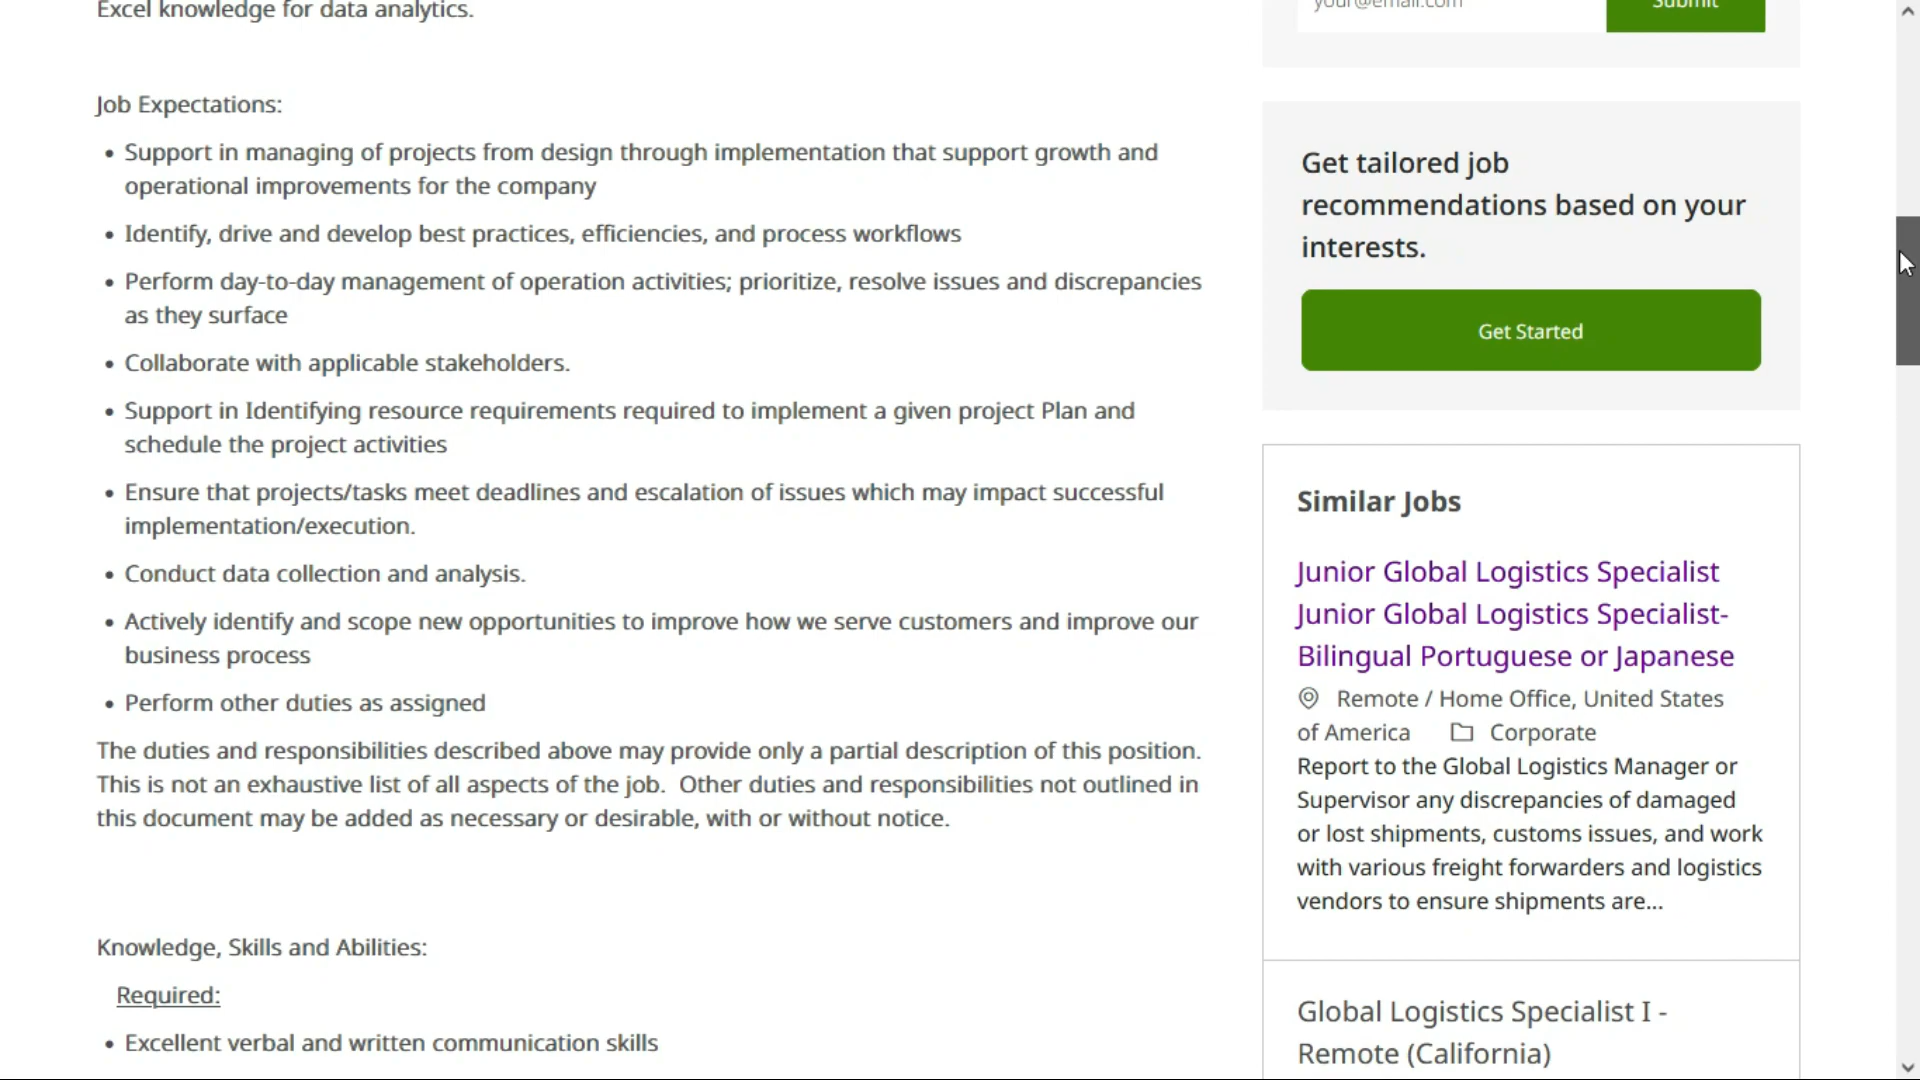 Excel knowledge for data analytics.
Job Expectations:
• Support in managing of projects from design through implementation that support growth and
operational improvements for the company
• Identify, drive and develop best practices, efficiencies, and process workflows
• Perform day-to-day management of operation activities; prioritize, resolve issues and discrepancies
as they surface
• Collaborate with applicable stakeholders.
• Support in Identifying resource requirements required to implement a given project Plan and
schedule the project activities
• Ensure that projects/tasks meet deadlines and escalation of issues which may impact successful
implementation/execution.
• Conduct data collection and analysis.
• Actively identify and scope new opportunities to improve how we serve customers and improve our
business process
• Perform other duties as assigned
The duties and responsibilities described above may provide only a partial description of this position.
This is not an exhaustive list of all aspects of the job.  Other duties and responsibilities not outlined in
this document may be added as necessary or desirable, with or without notice.
Knowledge, Skills and Abilities:
Required:
• Excellent verbal and written communication skills
your@email.com
Submit
Get tailored job
recommendations based on your
interests.
Get Started
Similar Jobs
Junior Global Logistics Specialist
Junior Global Logistics Specialist-
Bilingual Portuguese or Japanese
Remote / Home Office, United States
of America Corporate
Report to the Global Logistics Manager or
Supervisor any discrepancies of damaged
or lost shipments, customs issues, and work
with various freight forwarders and logistics
vendors to ensure shipments are...
Global Logistics Specialist I -
Remote (California)